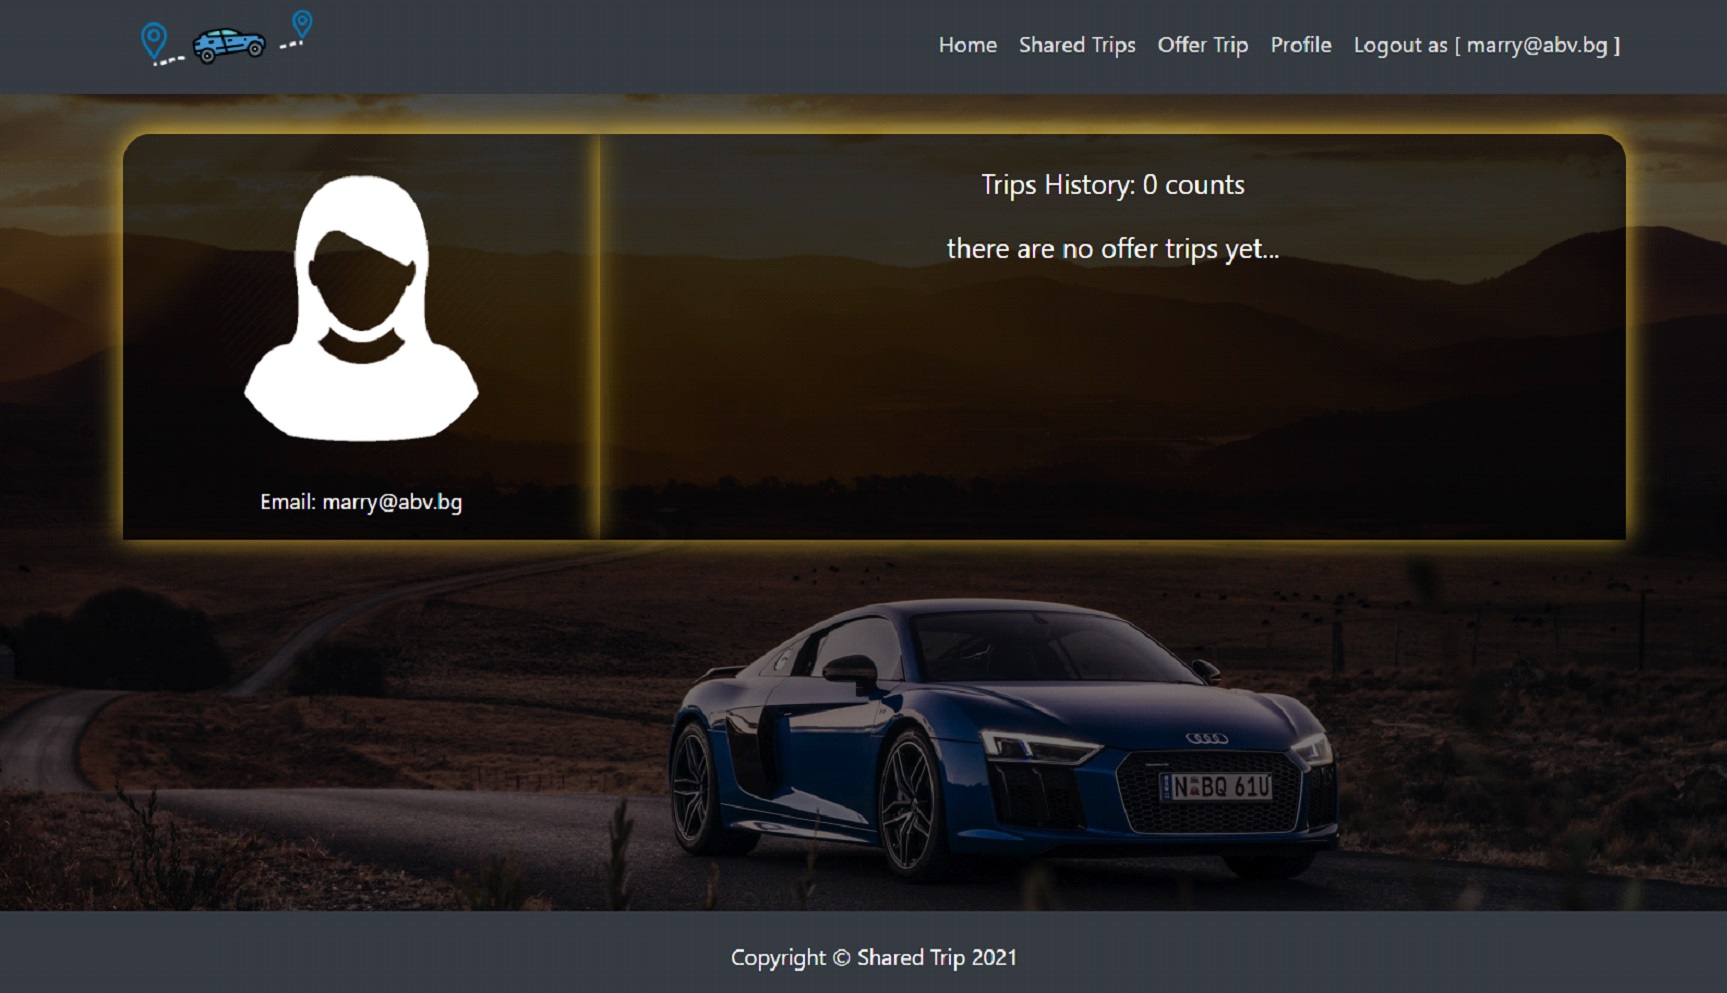 Home Shared Trips Offer Trip Profile Logout as [ marry@abv.bg ]
Trips History: 0 counts
there are no offer trips yet...
Email: marry@abv.bg
N BQ 61U
Copyright © Shared Trip 2021